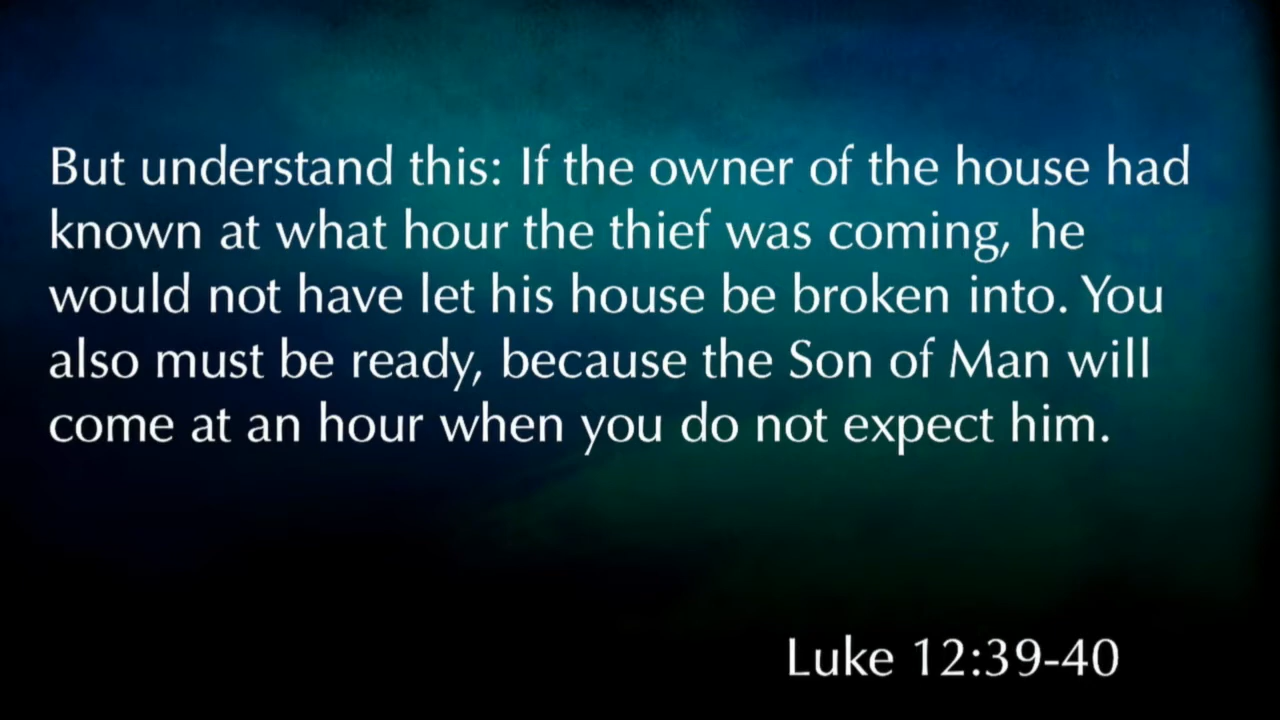 But understand this: If the owner of the house had
known at what hour the thief was coming, he
would not have let his house be broken into. You
also must be ready, because the Son of Man will
come at an hour when you do not expect him.
Luke 12:39-40